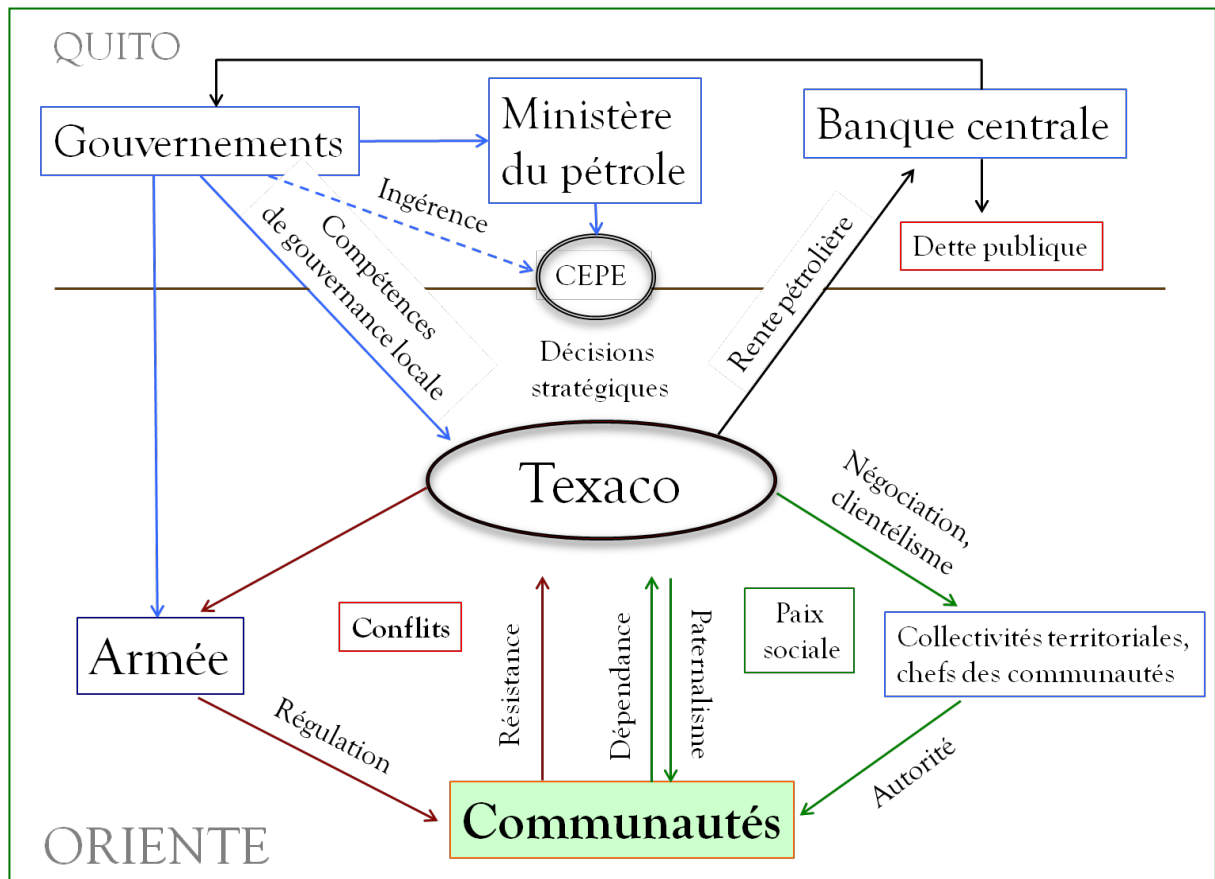 QUITO
Gouvernements
Ministère
du pétrole
Banque centrale
Ingérence
Compétences
de gouvernance locale
CEPE
Rente pétrolière
Dette publique
Décisions
stratégiques
Texaco
Négociation,
clientélisme
Armée
Conflits
Résistance
Dépendance
Paternalisme
Paix
sociale
Collectivités territoriales,
chefs des communautés
Régulation
Autorité
Communautés
ORIENTE